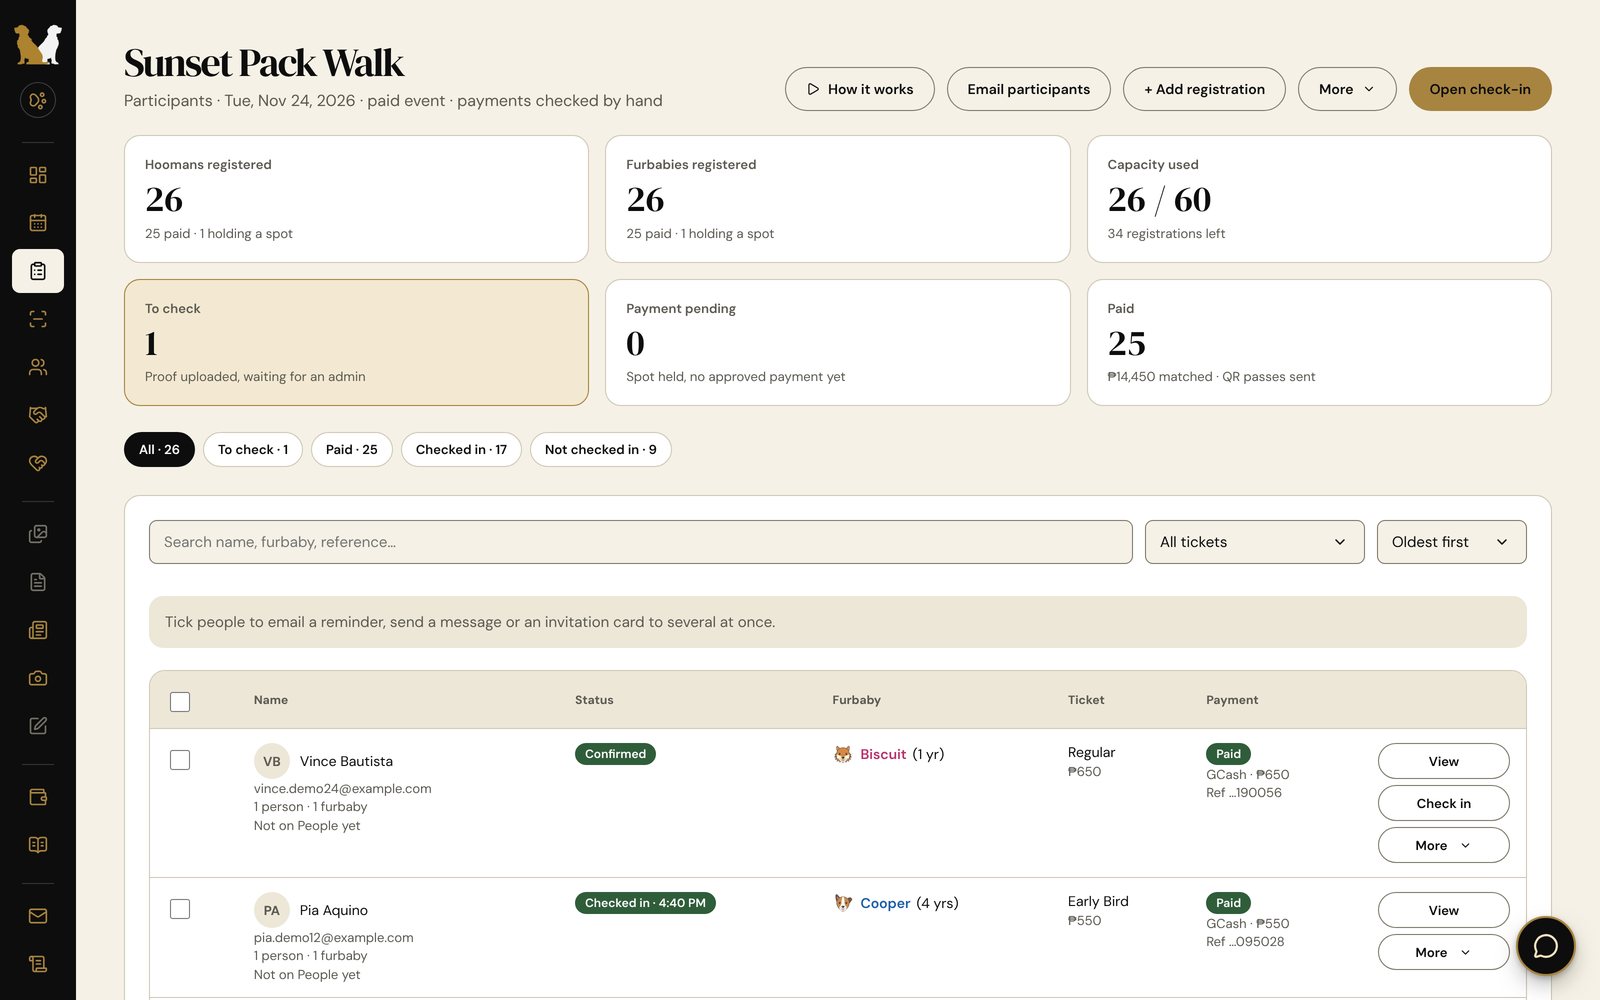 Sunset Pack Walk
Participants · Tue, Nov 24, 2026 · paid event · payments checked by hand
How it works
Email participants
+ Add registration
More
Open check-in
Hoomans registered
26
25 paid · 1 holding a spot
Furbabies registered
26
25 paid · 1 holding a spot
Capacity used
26 / 60
34 registrations left
To check
1
Proof uploaded, waiting for an admin
Payment pending
0
Spot held, no approved payment yet
Paid
25
₱14,450 matched · QR passes sent
All · 26
To check · 1
Paid · 25
Checked in · 17
Not checked in · 9
Search name, furbaby, reference...
All tickets
Oldest first
Tick people to email a reminder, send a message or an invitation card to several at once.
Name Status Furbaby Ticket Payment
VB Vince Bautista
vince.demo24@example.com
1 person · 1 furbaby
Not on People yet
Confirmed
Biscuit (1 yr)
Regular
₱650
Paid
GCash · ₱650
Ref ...190056
View
Check in
More
PA Pia Aquino
pia.demo12@example.com
1 person · 1 furbaby
Not on People yet
Checked in · 4:40 PM
Cooper (4 yrs)
Early Bird
₱550
Paid
GCash · ₱550
Ref ...095028
View
More